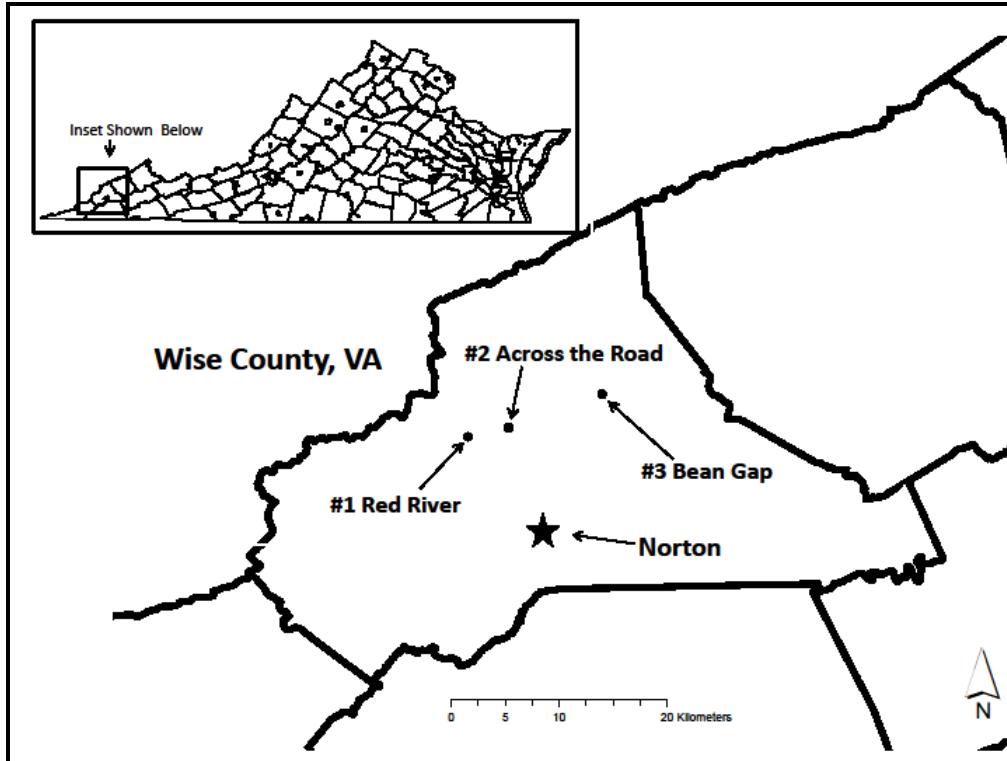 Inset Shown Below
Wise County, VA
#2 Across the Road
#3 Bean Gap
#1 Red River
Norton
0 5 10 20 Kilometers
N